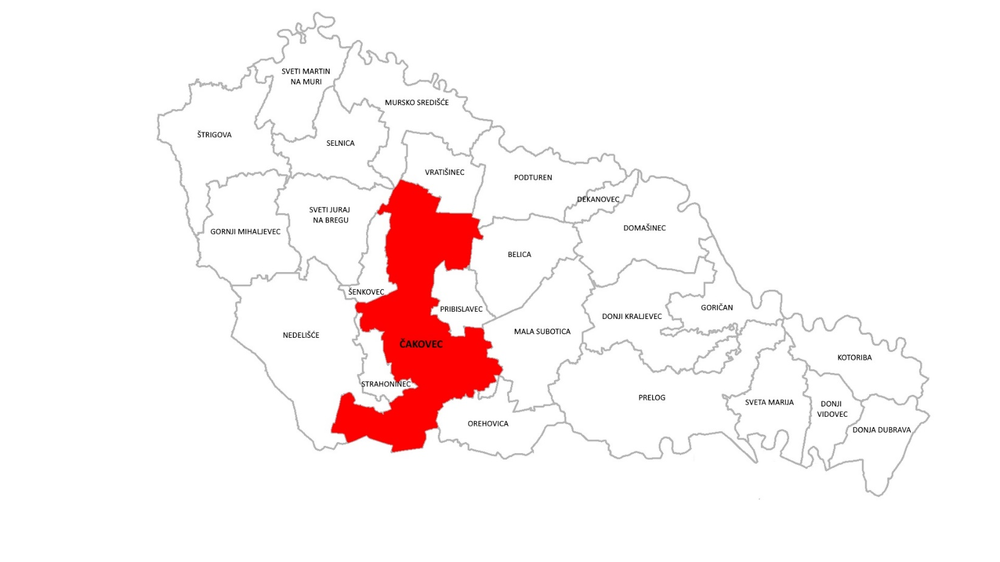 SVETI MARTIN
NA MURI
MURSKO SREDIŠĆE
ŠTRIGOVA
SELNICA
VRATIŠINEC
PODTUREN
DEKANOVEC
SVETI JURAJ
NA BREGU
GORNJI MIHALJEVEC
DOMAŠINEC
BELICA
ŠENKOVEC
PRIBISLAVEC
GORIČAN
DONJI KRALJEVEC
MALA SUBOTICA
NEDELIŠĆE
ČAKOVEC
KOTORIBA
STRAHONINEC
PRELOG
SVETA MARIJA
DONJI
VIDOVEC
OREHOVICA
DONJA DUBRAVA